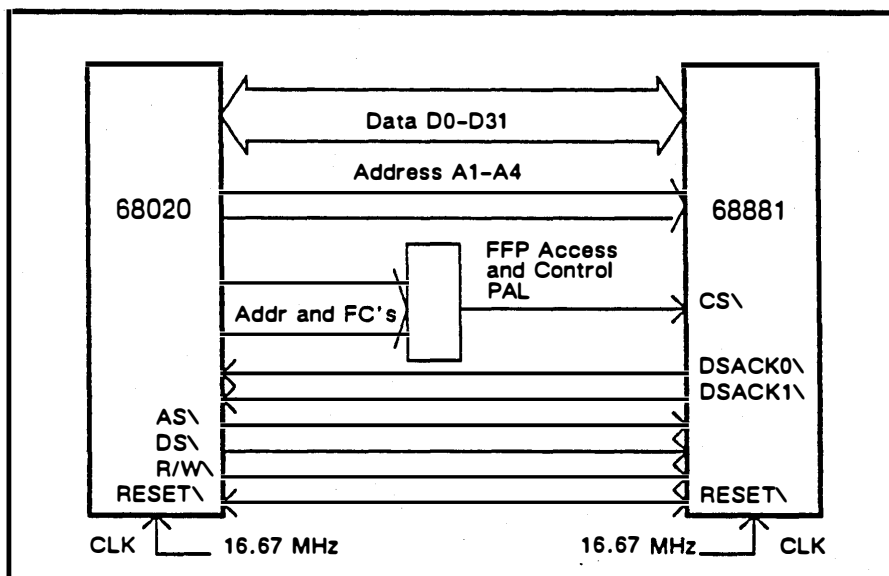 Data D0-D31
Address A1-A4
68020
68881
FFP Access
and Control
PAL
Addr and FC's
CS\
DSACK0\
DSACK1\
AS\
DS\
R/W\
RESET\
RESET\
CLK
16.67 MHz
16.67 MHz
CLK